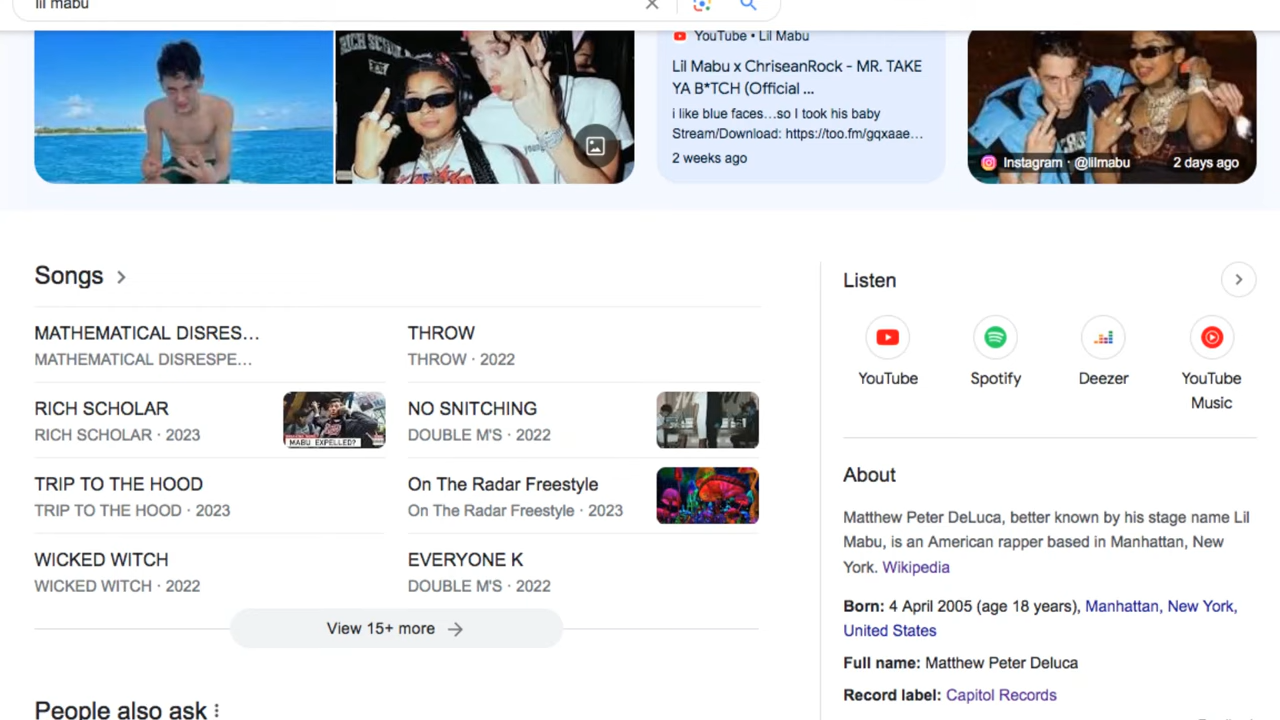 lil mabu
RICH SCHOLAR
YouTube • Lil Mabu
Lil Mabu x ChriseanRock - MR. TAKE
YA B*TCH (Official ...
i like blue faces…so I took his baby
Stream/Download: https://too.fm/gqxaae…
2 weeks ago
Instagram · @lilmabu
2 days ago
Songs
MATHEMATICAL DISRES…
MATHEMATICAL DISRESPE…
THROW
THROW · 2022
RICH SCHOLAR
RICH SCHOLAR · 2023
MABU EXPELLED?
NO SNITCHING
DOUBLE M'S · 2022
TRIP TO THE HOOD
TRIP TO THE HOOD · 2023
On The Radar Freestyle
On The Radar Freestyle · 2023
WICKED WITCH
WICKED WITCH · 2022
EVERYONE K
DOUBLE M'S · 2022
View 15+ more
People also ask
Listen
YouTube
Spotify
Deezer
YouTube
Music
About
Matthew Peter DeLuca, better known by his stage name Lil
Mabu, is an American rapper based in Manhattan, New
York. Wikipedia
Born: 4 April 2005 (age 18 years), Manhattan, New York,
United States
Full name: Matthew Peter Deluca
Record label: Capitol Records